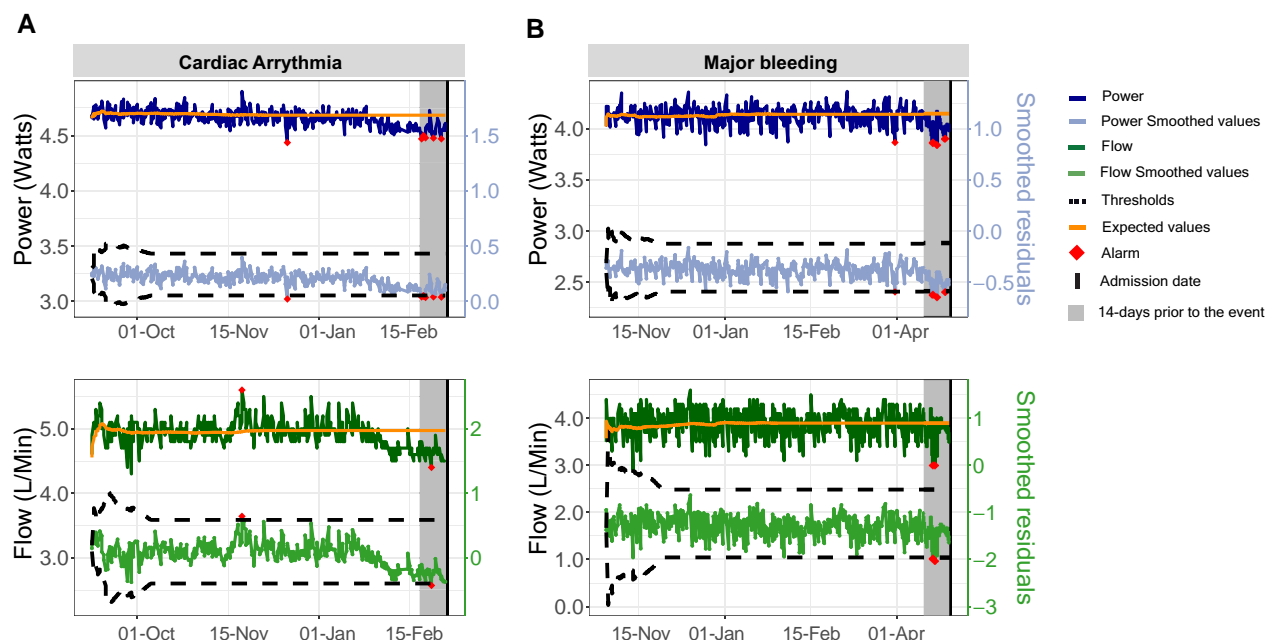 A
B
Cardiac Arrythmia
Major bleeding
Power (Watts)
4.5
4.0
3.5
3.0
1.5
1.0
0.5
0.0
01-Oct
15-Nov
01-Jan
15-Feb
Power (Watts)
4.0
3.5
3.0
2.5
1.0
0.5
0.0
−0.5
Smoothed residuals
15-Nov
01-Jan
15-Feb
01-Apr
Power
Power Smoothed values
Flow
Flow Smoothed values
Thresholds
Expected values
Alarm
Admission date
14-days prior to the event
Flow (L/Min)
5.0
4.0
3.0
2
1
0
01-Oct
15-Nov
01-Jan
15-Feb
Flow (L/Min)
4.0
3.0
2.0
1.0
0.0
1
0
−1
−2
−3
Smoothed residuals
15-Nov
01-Jan
15-Feb
01-Apr